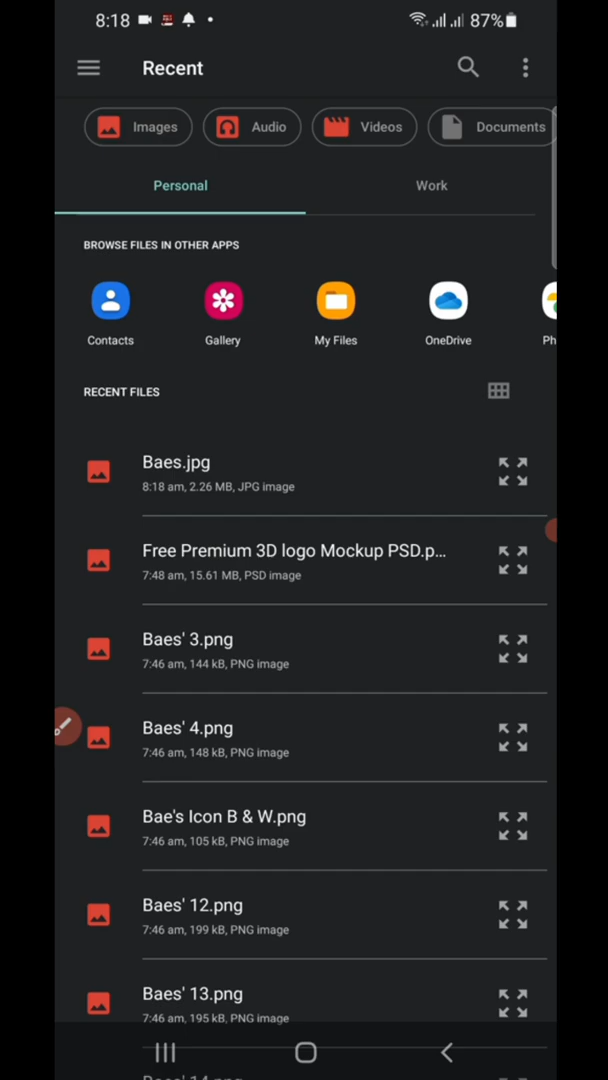 8:18 87%
Recent
Images Audio Videos Documents
Personal Work
BROWSE FILES IN OTHER APPS
Contacts Gallery My Files OneDrive Ph
RECENT FILES
Baes.jpg
8:18 am, 2.26 MB, JPG image
Free Premium 3D logo Mockup PSD.p...
7:48 am, 15.61 MB, PSD image
Baes' 3.png
7:46 am, 144 kB, PNG image
Baes' 4.png
7:46 am, 148 kB, PNG image
Bae's Icon B & W.png
7:46 am, 105 kB, PNG image
Baes' 12.png
7:46 am, 199 kB, PNG image
Baes' 13.png
7:46 am, 195 kB, PNG image